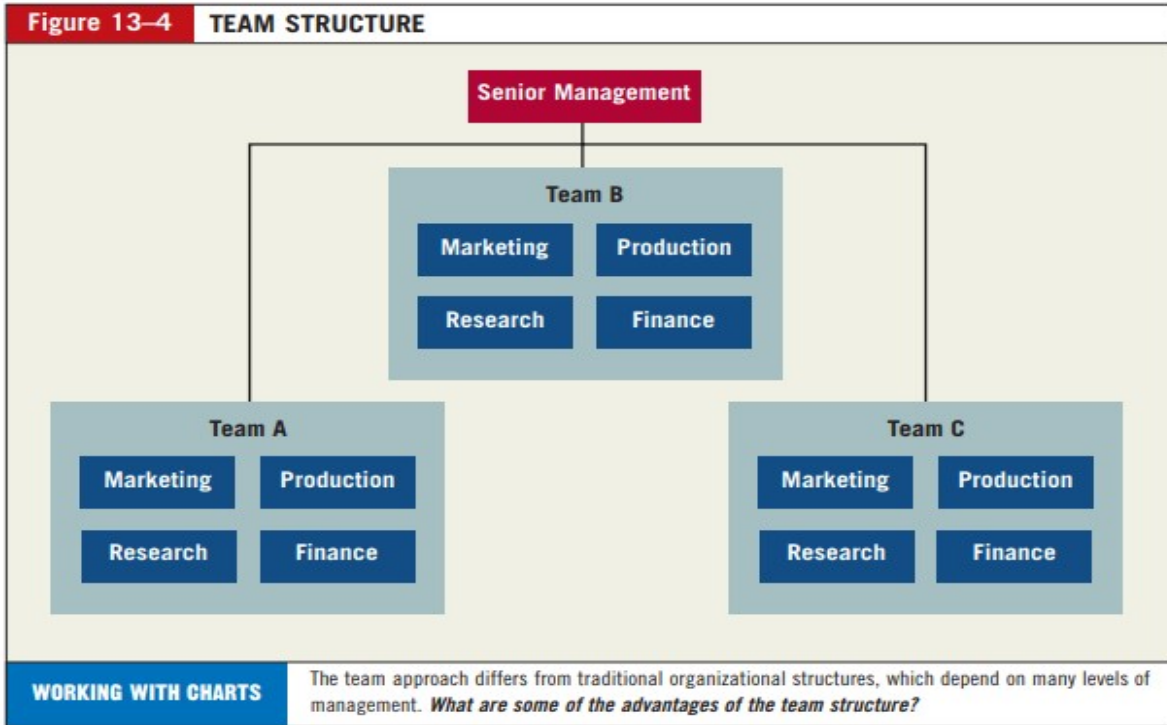 Figure 13–4 TEAM STRUCTURE
Senior Management
Team B
Marketing Production
Research Finance
Team A
Marketing Production
Research Finance
Team C
Marketing Production
Research Finance
WORKING WITH CHARTS
The team approach differs from traditional organizational structures, which depend on many levels of
management. What are some of the advantages of the team structure?